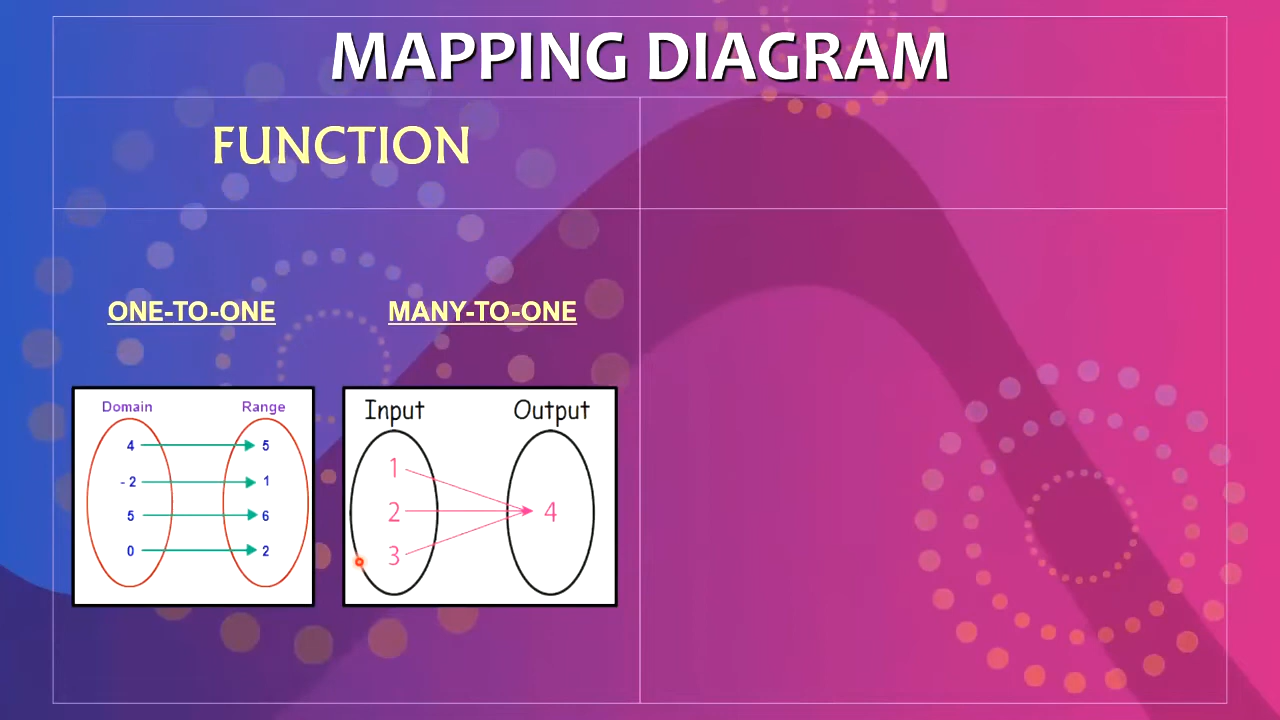 MAPPING DIAGRAM
FUNCTION
ONE-TO-ONE
MANY-TO-ONE
Domain Range
4 5
-2 1
5 6
0 2
Input Output
1
2 4
3